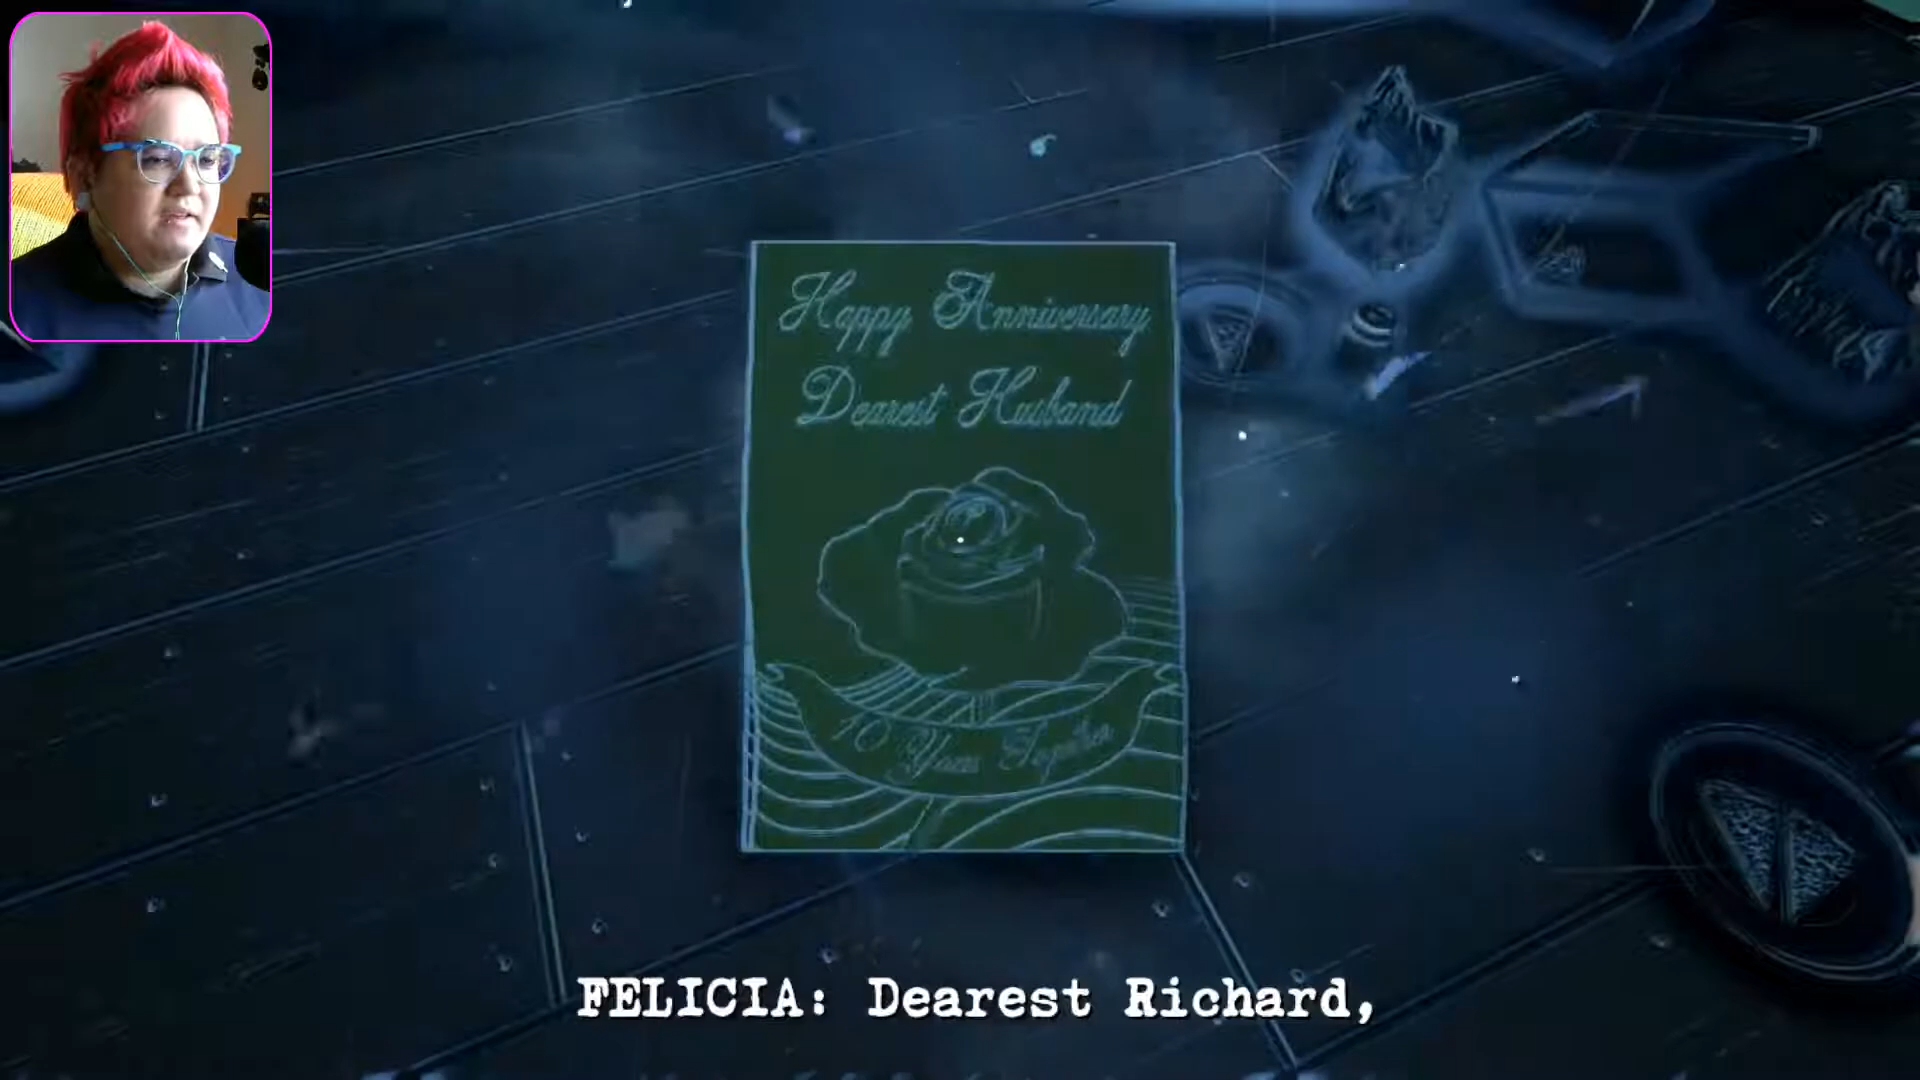 Happy Anniversary
Dearest Husband
10 Years Together
FELICIA: Dearest Richard,